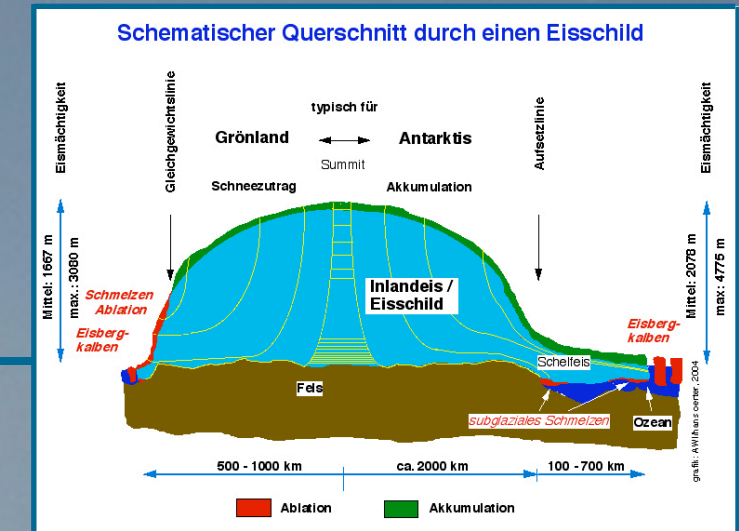 Schematischer Querschnitt durch einen Eisschild
typisch für
Grönland
Antarktis
Summit
Schneezutrag
Akkumulation
Eismächtigkeit
Gleichgewichtslinie
Aufsetzlinie
Eismächtigkeit
Mittel: 1667 m
max.: 3080 m
Mittel: 2078 m
max: 4775 m
Schmelzen
Ablation
Eisberg-
kalben
Inlandeis /
Eisschild
Eisberg-
kalben
Schelfeis
Fels
subglaziales Schmelzen
Ozean
grafik: AWI/hans oerter, 2004
500 - 1000 km
ca. 2000 km
100 - 700 km
Ablation
Akkumulation